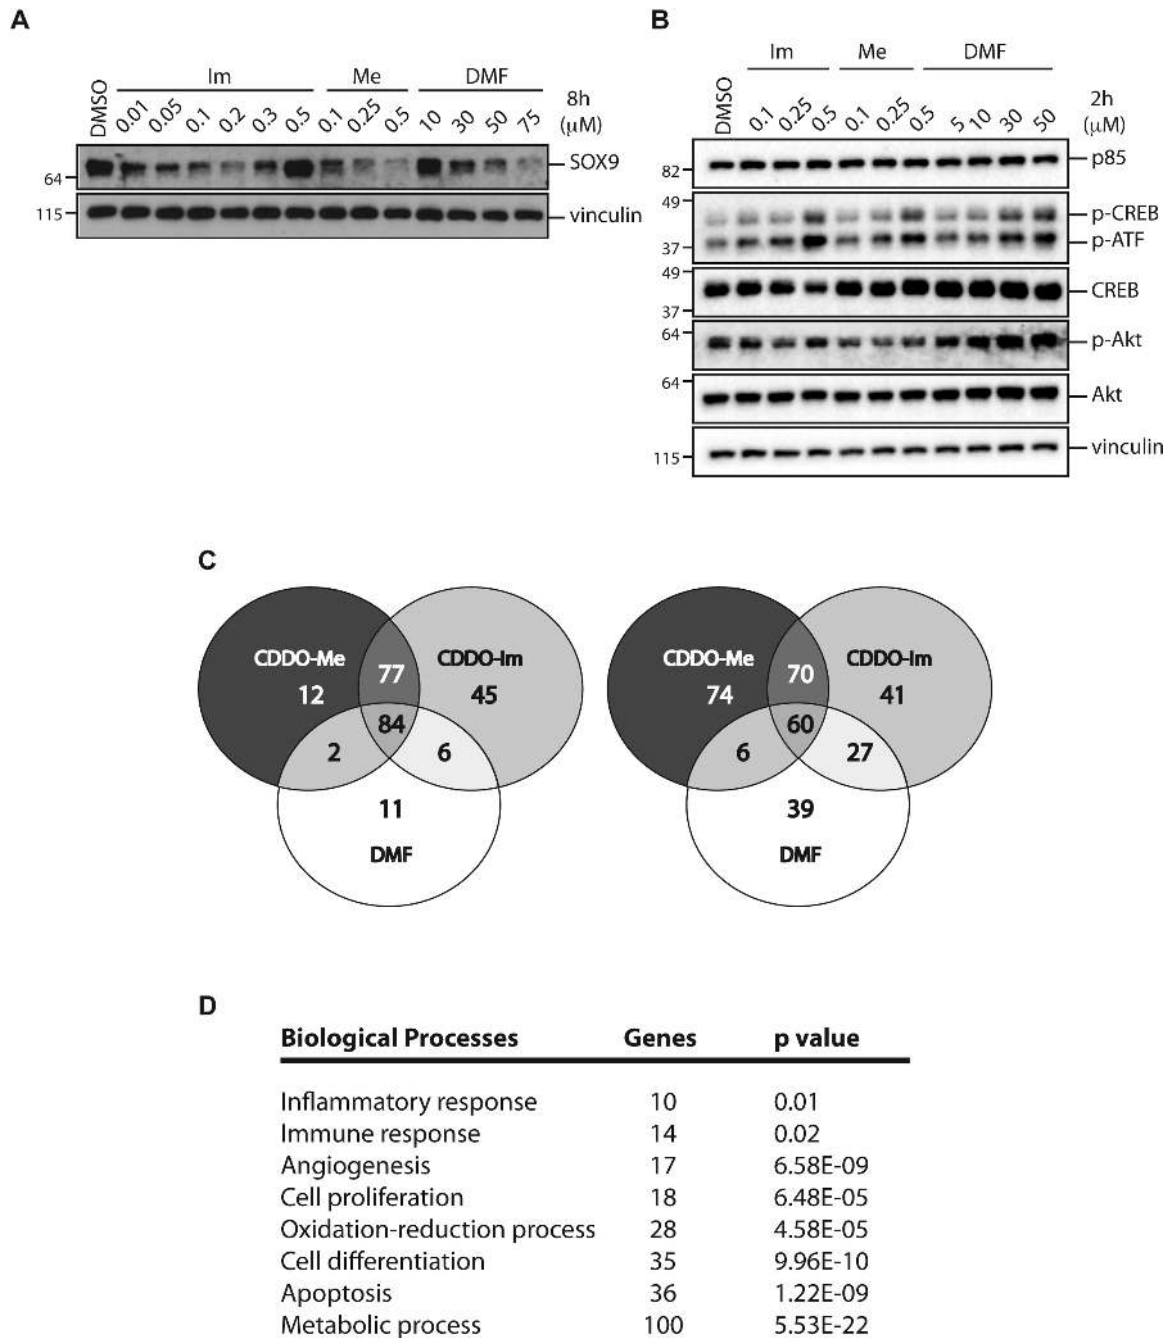 A
Im Me DMF
DMSO 0.01 0.05 0.1 0.2 0.3 0.5 0.1 0.25 0.5 10 30 50 75 8h
(μM)
64 SOX9
115 vinculin
B
Im Me DMF
DMSO 0.1 0.25 0.5 0.1 0.25 0.5 5 10 30 50 2h
(μM)
82 p85
49 p-CREB
37 p-ATF
49 CREB
37
64 p-Akt
64 Akt
115 vinculin
C
CDDO-Me 77 CDDO-Im
12 45
84
2 6
11
DMF
CDDO-Me 70 CDDO-Im
74 41
60
6 27
39
DMF
D
Biological Processes Genes p value
Inflammatory response 10 0.01
Immune response 14 0.02
Angiogenesis 17 6.58E-09
Cell proliferation 18 6.48E-05
Oxidation-reduction process 28 4.58E-05
Cell differentiation 35 9.96E-10
Apoptosis 36 1.22E-09
Metabolic process 100 5.53E-22